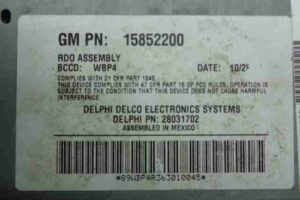 GM PN: 15852200
RDO ASSEMBLY
BCCD: WBP4 DATE: 10/2
COMPLIES WITH 21 CFR 1040
THIS DEVICE COMPLIES WITH 47 CFR PART 15 OF FCC RULES. OPERATION IS
SUBJECT TO THE CONDITION THAT THIS DEVICE DOES NOT CAUSE HARMFUL
INTERFERENCE.
DELPHI DELCO ELECTRONICS SYSTEMS
DELPHI PN: 28031702
ASSEMBLED IN MEXICO
*89WBP4R363010045*